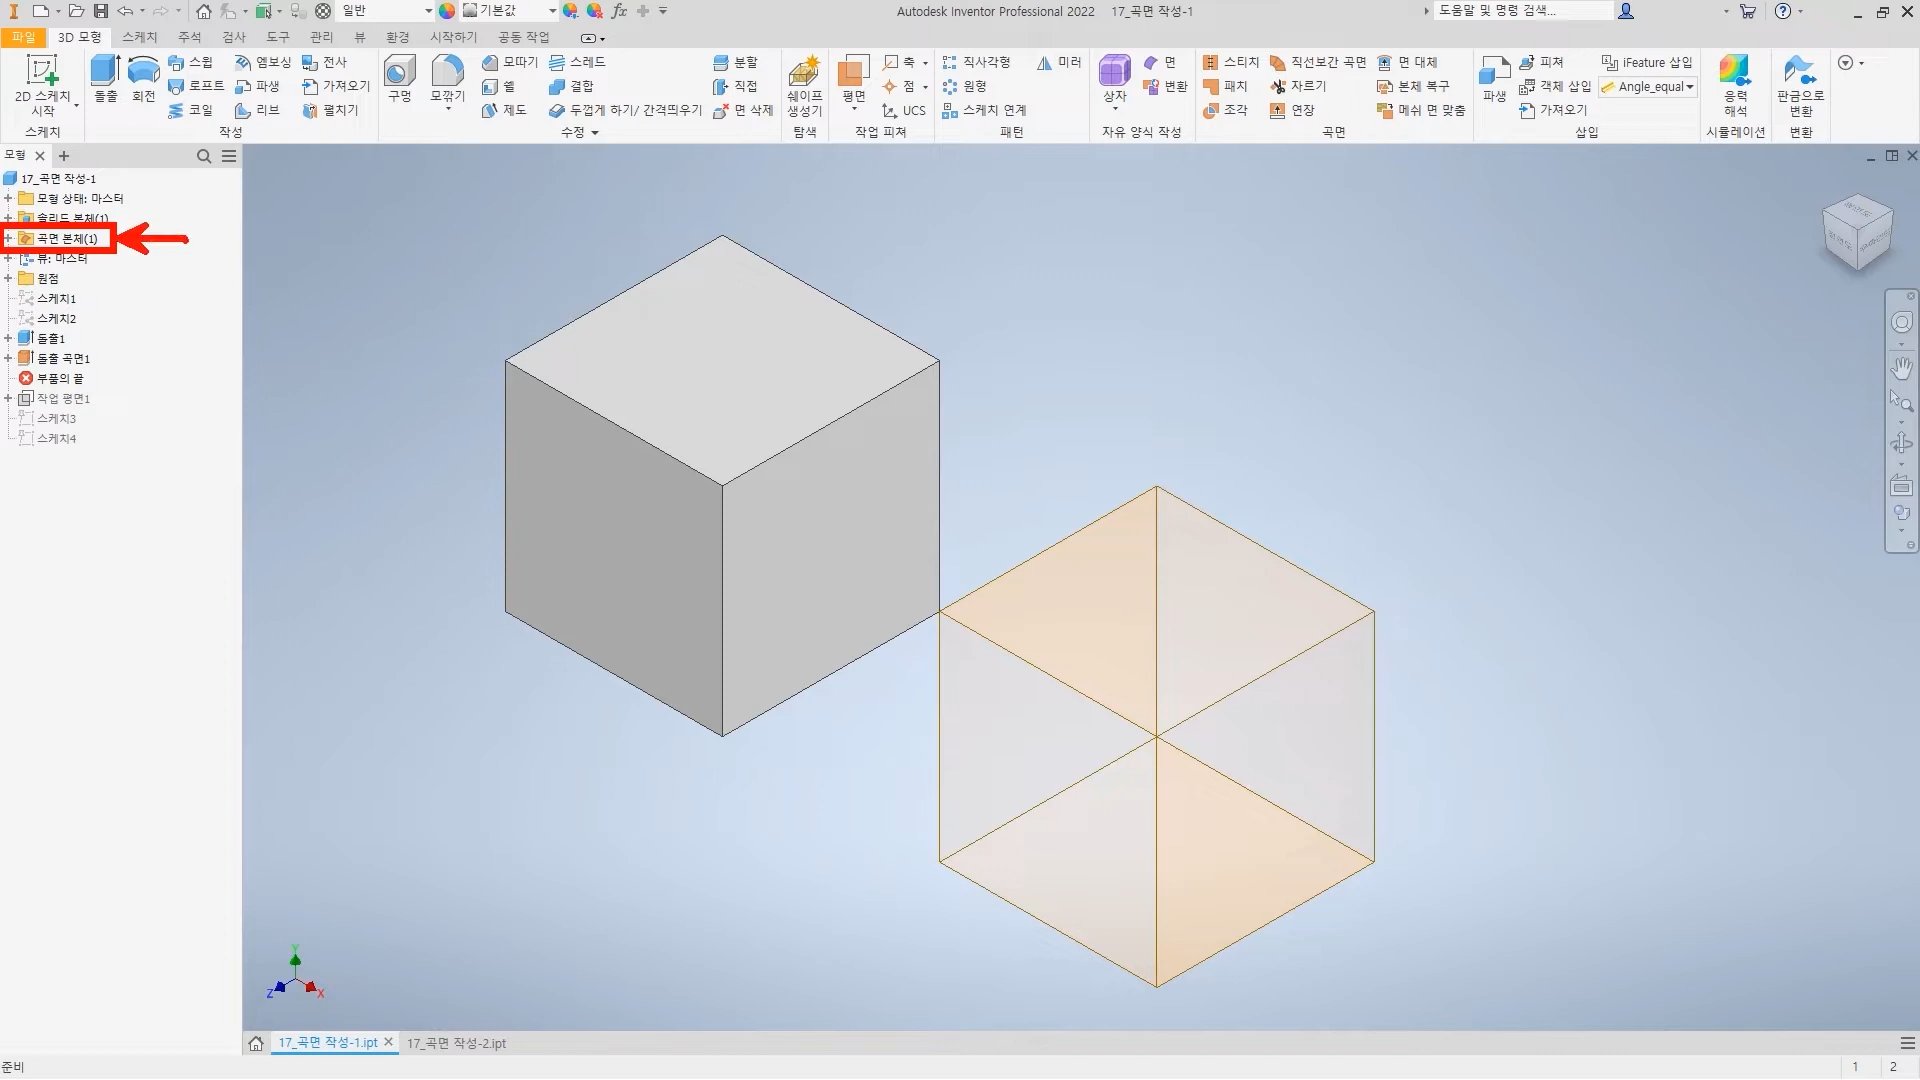 일반
기본값
fx
Autodesk Inventor Professional 2022 17_곡면 작성-1
도움말 및 명령 검색...
파일 3D 모형 스케치 주석 검사 도구 관리 뷰 환경 시작하기 공동 작업
2D 스케치
시작
스케치
돌출
회전
스윕
로프트
코일
엠보싱
파생
리브
전사
가져오기
펼치기
작성
구멍
모깎기
모따기
쉘
제도
스레드
결합
두껍게 하기/ 간격띄우기
분할
직접
면 삭제
수정
쉐이프
생성기
탐색
평면
축
점
UCS
작업 피쳐
직사각형
원형
스케치 연계
미러
패턴
상자
면
변환
자유 양식 작성
스티치
패치
조각
직선보간 곡면
자르기
연장
면 대체
본체 복구
메쉬 면 맞춤
곡면
파생
피쳐
객체 삽입
가져오기
iFeature 삽입
Angle_equal
삽입
응력
해석
시뮬레이션
판금으로
변환
변환
모형
17_곡면 작성-1
모형 상태: 마스터
솔리드 본체(1)
곡면 본체(1)
뷰: 마스터
원점
스케치1
스케치2
돌출1
돌출 곡면1
부품의 끝
작업 평면1
스케치3
스케치4
Y
Z
X
17_곡면 작성-1.ipt
17_곡면 작성-2.ipt
준비
1 2